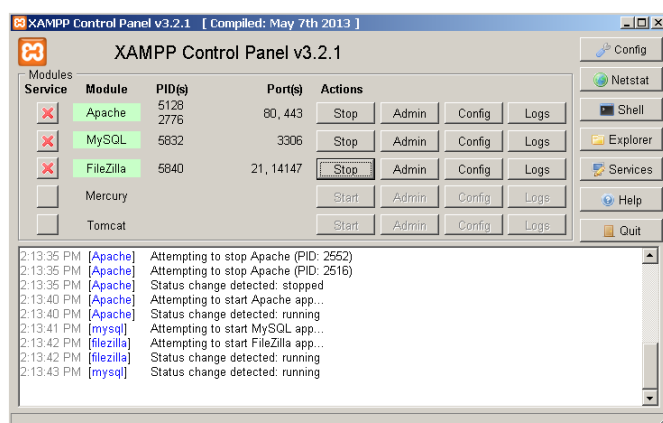 XAMPP Control Panel v3.2.1 [ Compiled: May 7th 2013 ]
XAMPP Control Panel v3.2.1
Config
Modules
Service Module PID(s) Port(s) Actions
Netstat
Apache 5128 2776 80, 443 Stop Admin Config Logs
Shell
MySQL 5832 3306 Stop Admin Config Logs
Explorer
FileZilla 5840 21, 14147 Stop Admin Config Logs
Services
Mercury Start Admin Config Logs
Help
Tomcat Start Admin Config Logs
Quit
2:13:35 PM [Apache] Attempting to stop Apache (PID: 2552)
2:13:35 PM [Apache] Attempting to stop Apache (PID: 2516)
2:13:35 PM [Apache] Status change detected: stopped
2:13:40 PM [Apache] Attempting to start Apache app...
2:13:40 PM [Apache] Status change detected: running
2:13:41 PM [mysql] Attempting to start MySQL app...
2:13:42 PM [filezilla] Attempting to start FileZilla app...
2:13:42 PM [filezilla] Status change detected: running
2:13:43 PM [mysql] Status change detected: running